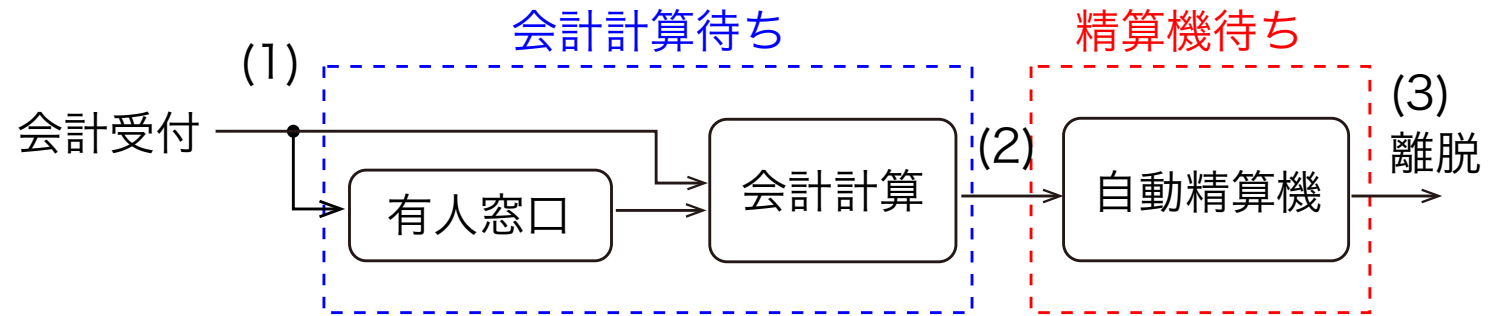 会計計算待ち
精算機待ち
(1)
(3)
会計受付
離脱
(2)
有人窓口
会計計算
自動精算機